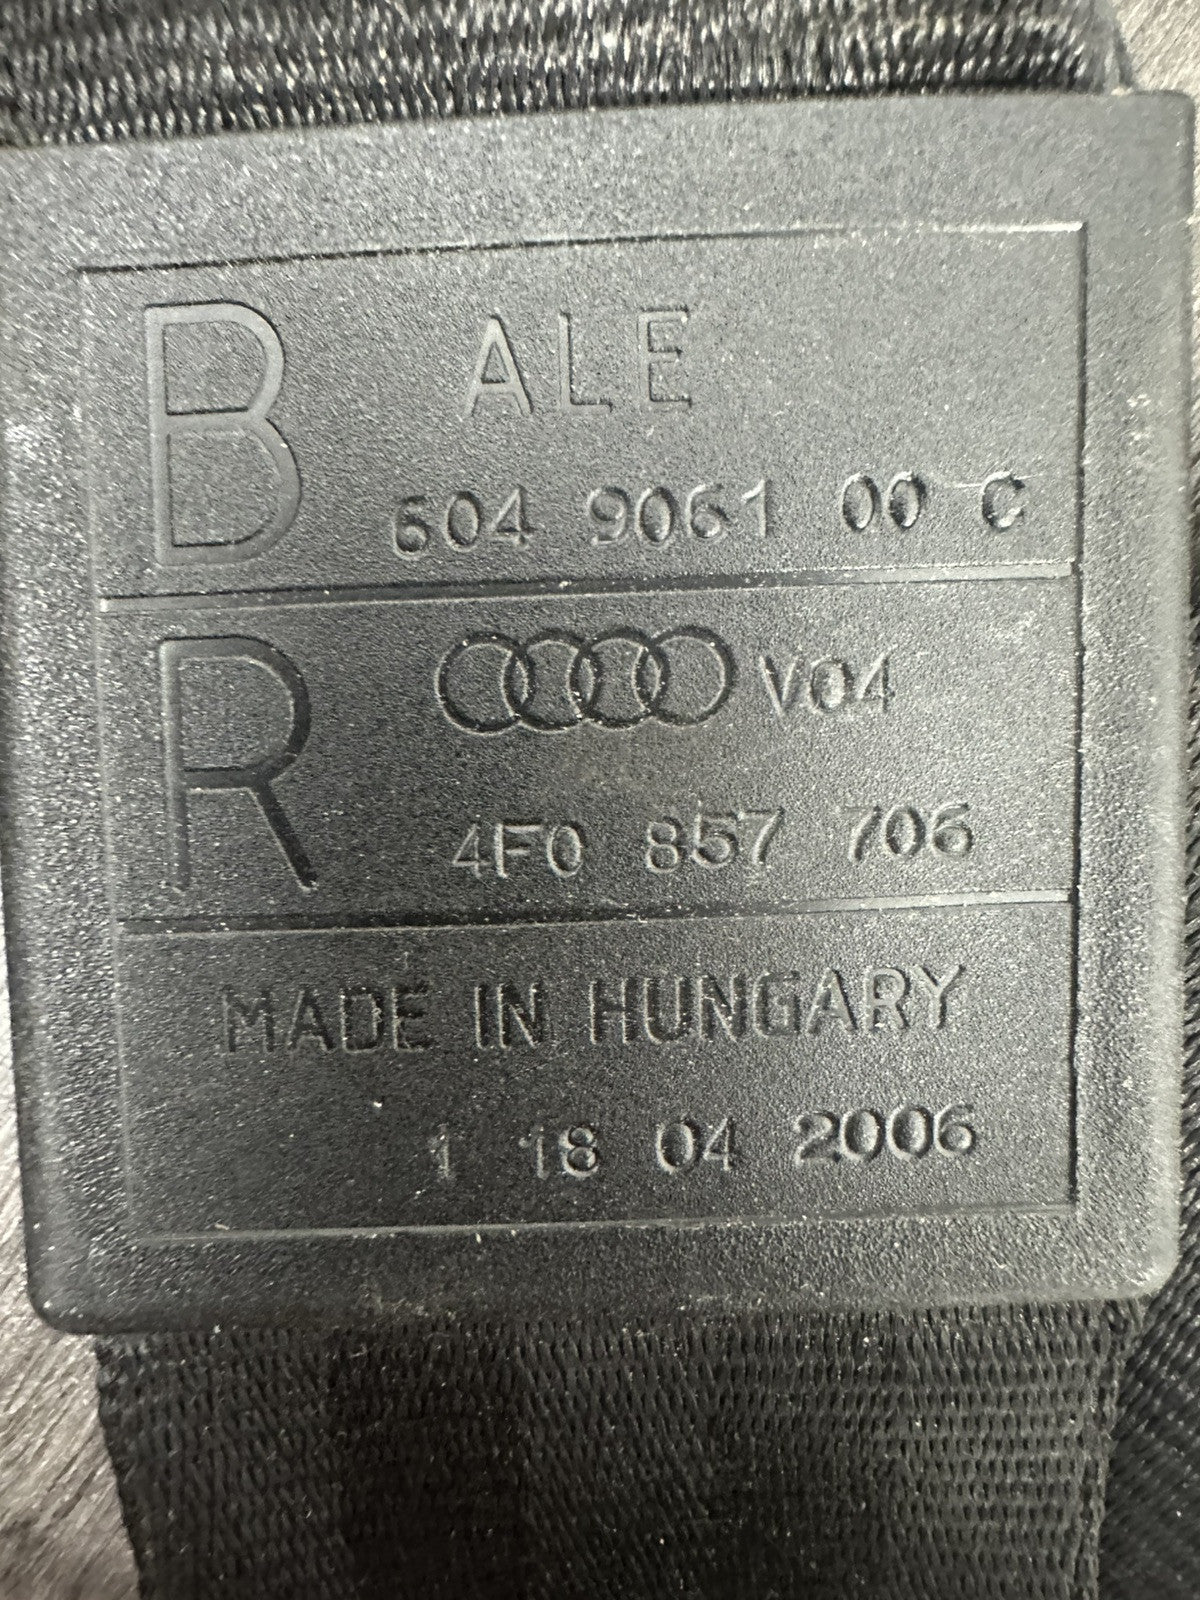 B ALE
604 9061 00 C
R V04
4F0 857 706
MADE IN HUNGARY
1 18 04 2006